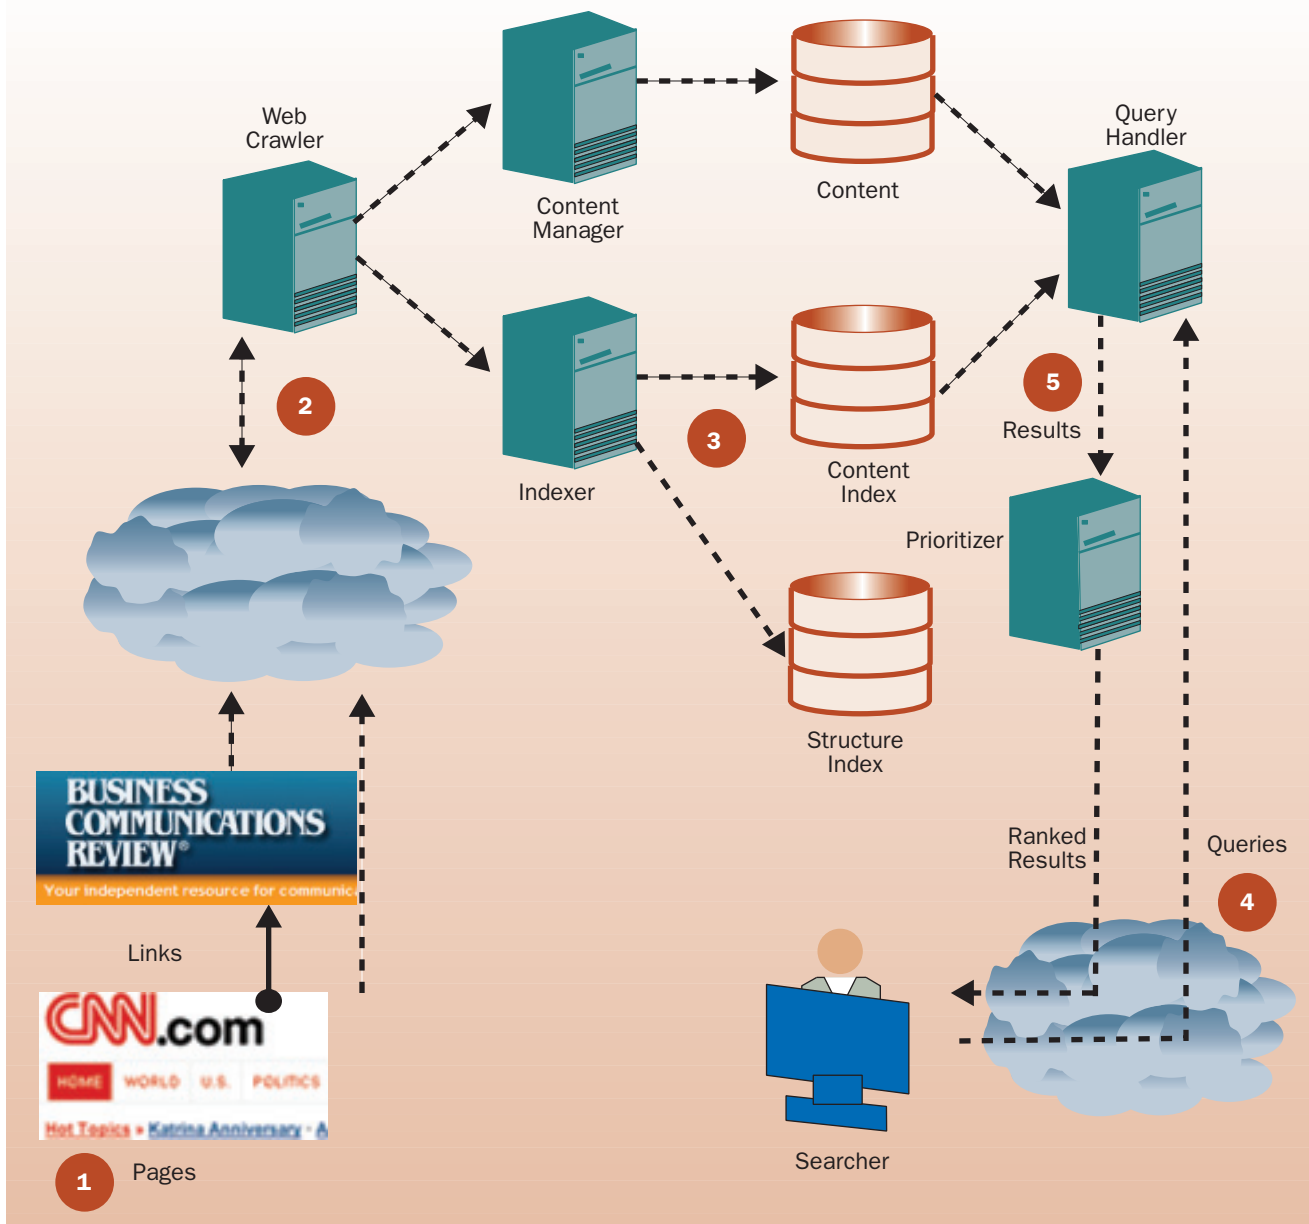 Web
Crawler
Content
Manager
Content
Query
Handler
2
Indexer
3
Content
Index
5
Results
Prioritizer
Structure
Index
BUSINESS
COMMUNICATIONS
REVIEW®
Your independent resource for communic
Links
CNN.com
HOME WORLD U.S. POLITICS
Hot Topics » Katrina Anniversary - A
1
Pages
Ranked
Results
Queries
4
Searcher